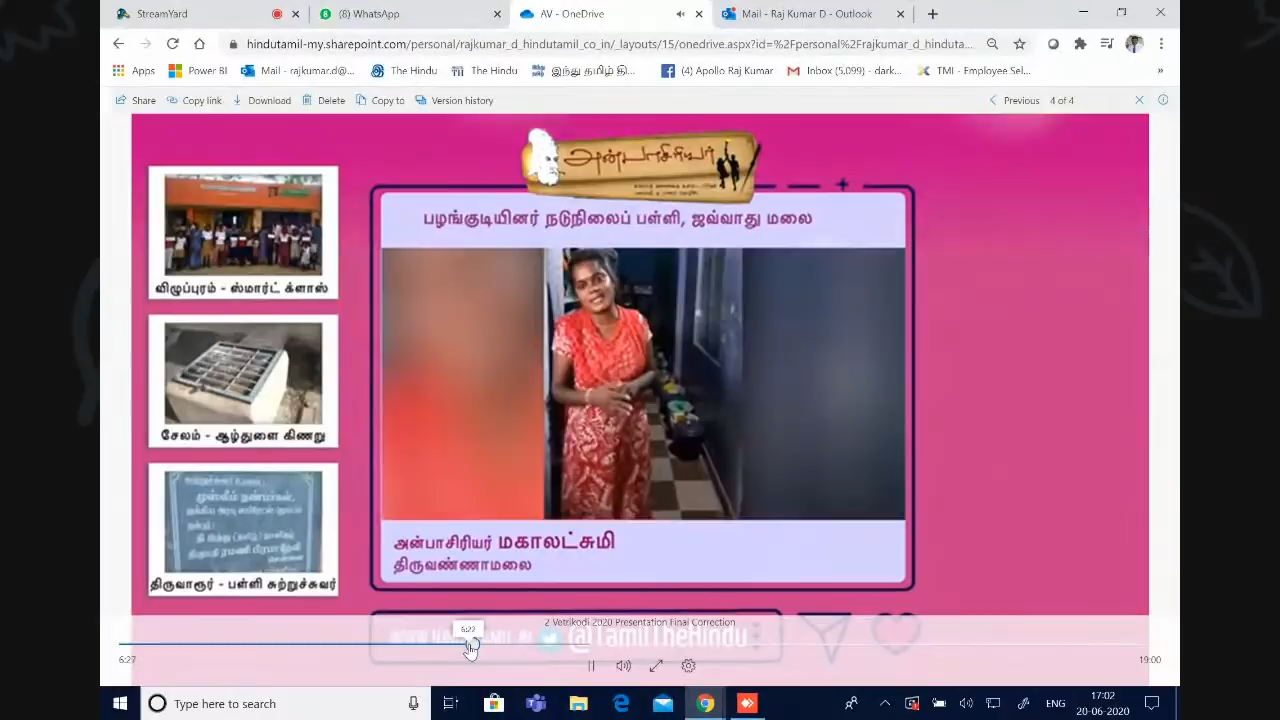 StreamYard
(8) WhatsApp
AV - OneDrive
Mail - Raj Kumar D - Outlook
hindutamil-my.sharepoint.com/personal/rajkumar_d_hindutamil_co_in/_layouts/15/onedrive.aspx?id=%2Fpersonal%2Frajkumar_d_hinduta...
Apps
Power BI
Mail - rajkumar.d@...
The Hindu
The Hindu
இந்து தமிழ் தி...
(4) Apollo Raj Kumar
Inbox (5,099) - dark...
TMI - Employee Sel...
»
Share
Copy link
Download
Delete
Copy to
Version history
Previous
4 of 4
அன்பாசிரியர்
பழங்குடியினர் நடுநிலைப் பள்ளி, ஜவ்வாது மலை
விழுப்புரம் - ஸ்மார்ட் க்ளாஸ்
சேலம் - ஆழ்துளை கிணறு
முஸ்லீம் நண்பர்கள்,
திருவாரூர் - பள்ளி சுற்றுச்சுவர்
அன்பாசிரியர் மகாலட்சுமி
திருவண்ணாமலை
2 Vetrikodi 2020 Presentation Final Correction
6:22
@TamilTheHindu
6:27
19:00
Type here to search
ENG
17:02
20-06-2020